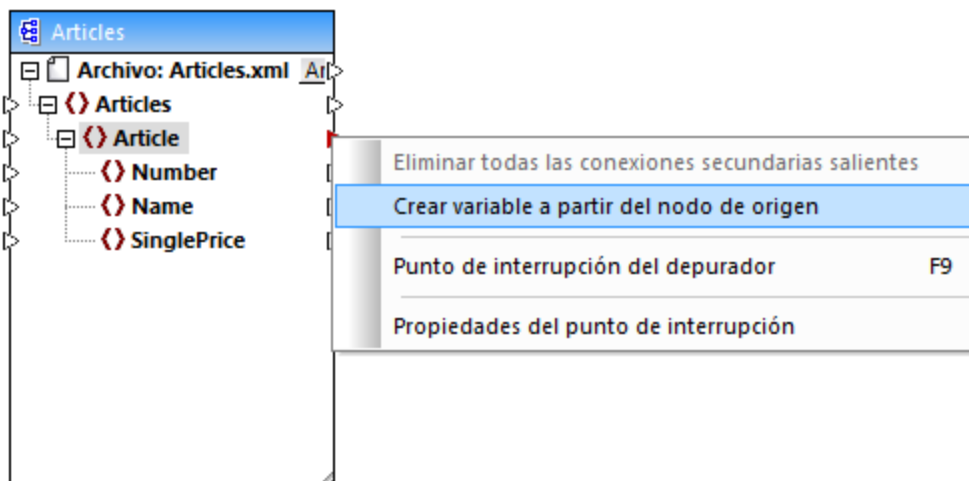 Articles
Archivo: Articles.xml
Articles
Article
Number
Name
SinglePrice
Eliminar todas las conexiones secundarias salientes
Crear variable a partir del nodo de origen
Punto de interrupción del depurador F9
Propiedades del punto de interrupción